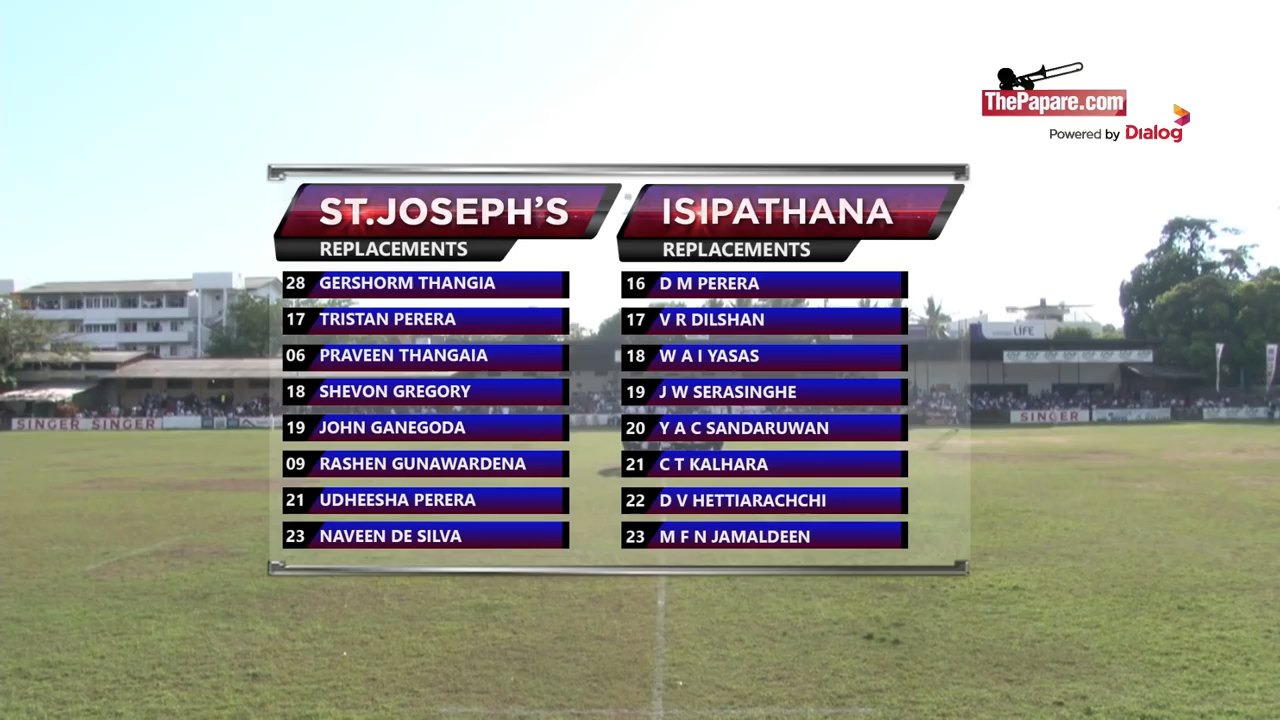 ThePapare.com
Powered by Dialog
ST.JOSEPH'S
REPLACEMENTS
28 GERSHORM THANGIA
17 TRISTAN PERERA
06 PRAVEEN THANGAIA
18 SHEVON GREGORY
19 JOHN GANEGODA
09 RASHEN GUNAWARDENA
21 UDHEESHA PERERA
23 NAVEEN DE SILVA
ISIPATHANA
REPLACEMENTS
16 D M PERERA
17 V R DILSHAN
18 W A I YASAS
19 J W SERASINGHE
20 Y A C SANDARUWAN
21 C T KALHARA
22 D V HETTIARACHCHI
23 M F N JAMALDEEN
LIFE
SINGER SINGER
SINGER